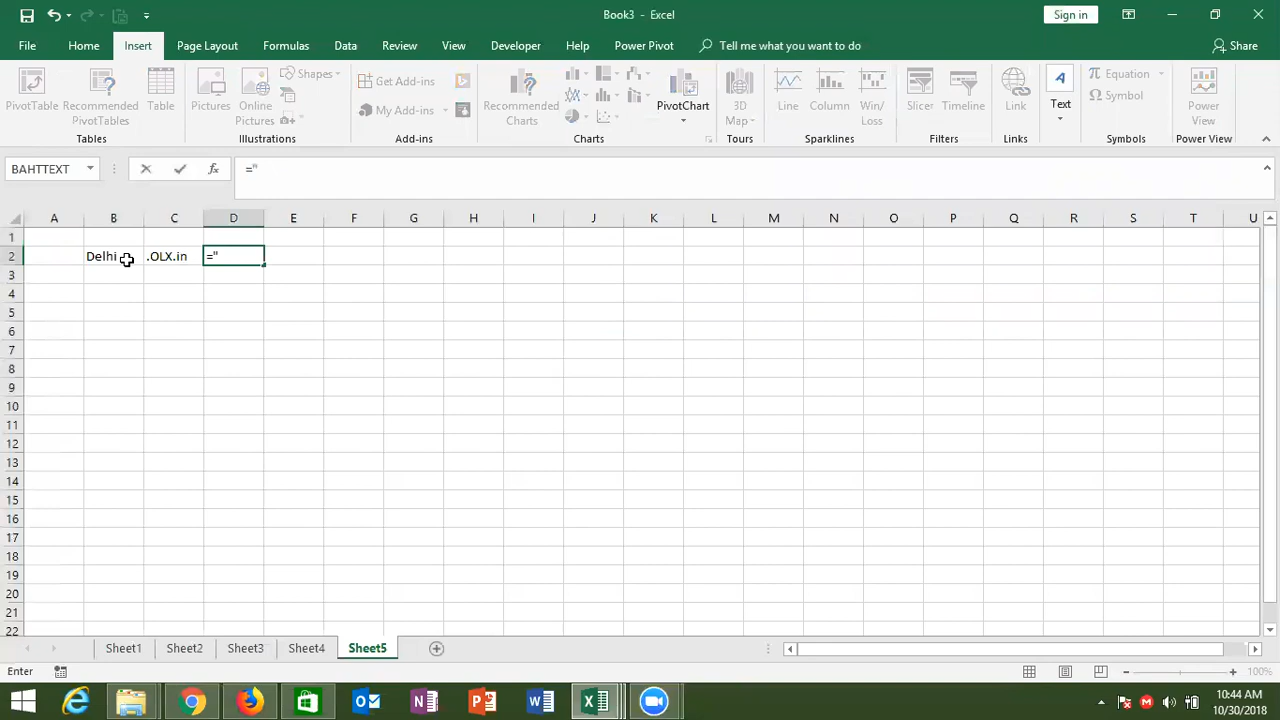 Book3 - Excel
Sign in
File Home Insert Page Layout Formulas Data Review View Developer Help Power Pivot Tell me what you want to do Share
PivotTable Recommended PivotTables Table
Pictures Online Pictures Shapes
Get Add-ins
My Add-ins
Recommended Charts
PivotChart
3D Map
Line Column Win/Loss
Slicer Timeline
Link
Text
Equation
Symbol
Power View
Tables Illustrations Add-ins Charts Tours Sparklines Filters Links Symbols Power View
BAHTTEXT fx ="
A B C D E F G H I J K L M N O P Q R S T U
1
2 Delhi .OLX.in ="
3
4
5
6
7
8
9
10
11
12
13
14
15
16
17
18
19
20
21
22
Sheet1 Sheet2 Sheet3 Sheet4 Sheet5
Enter 100%
10:44 AM
10/30/2018